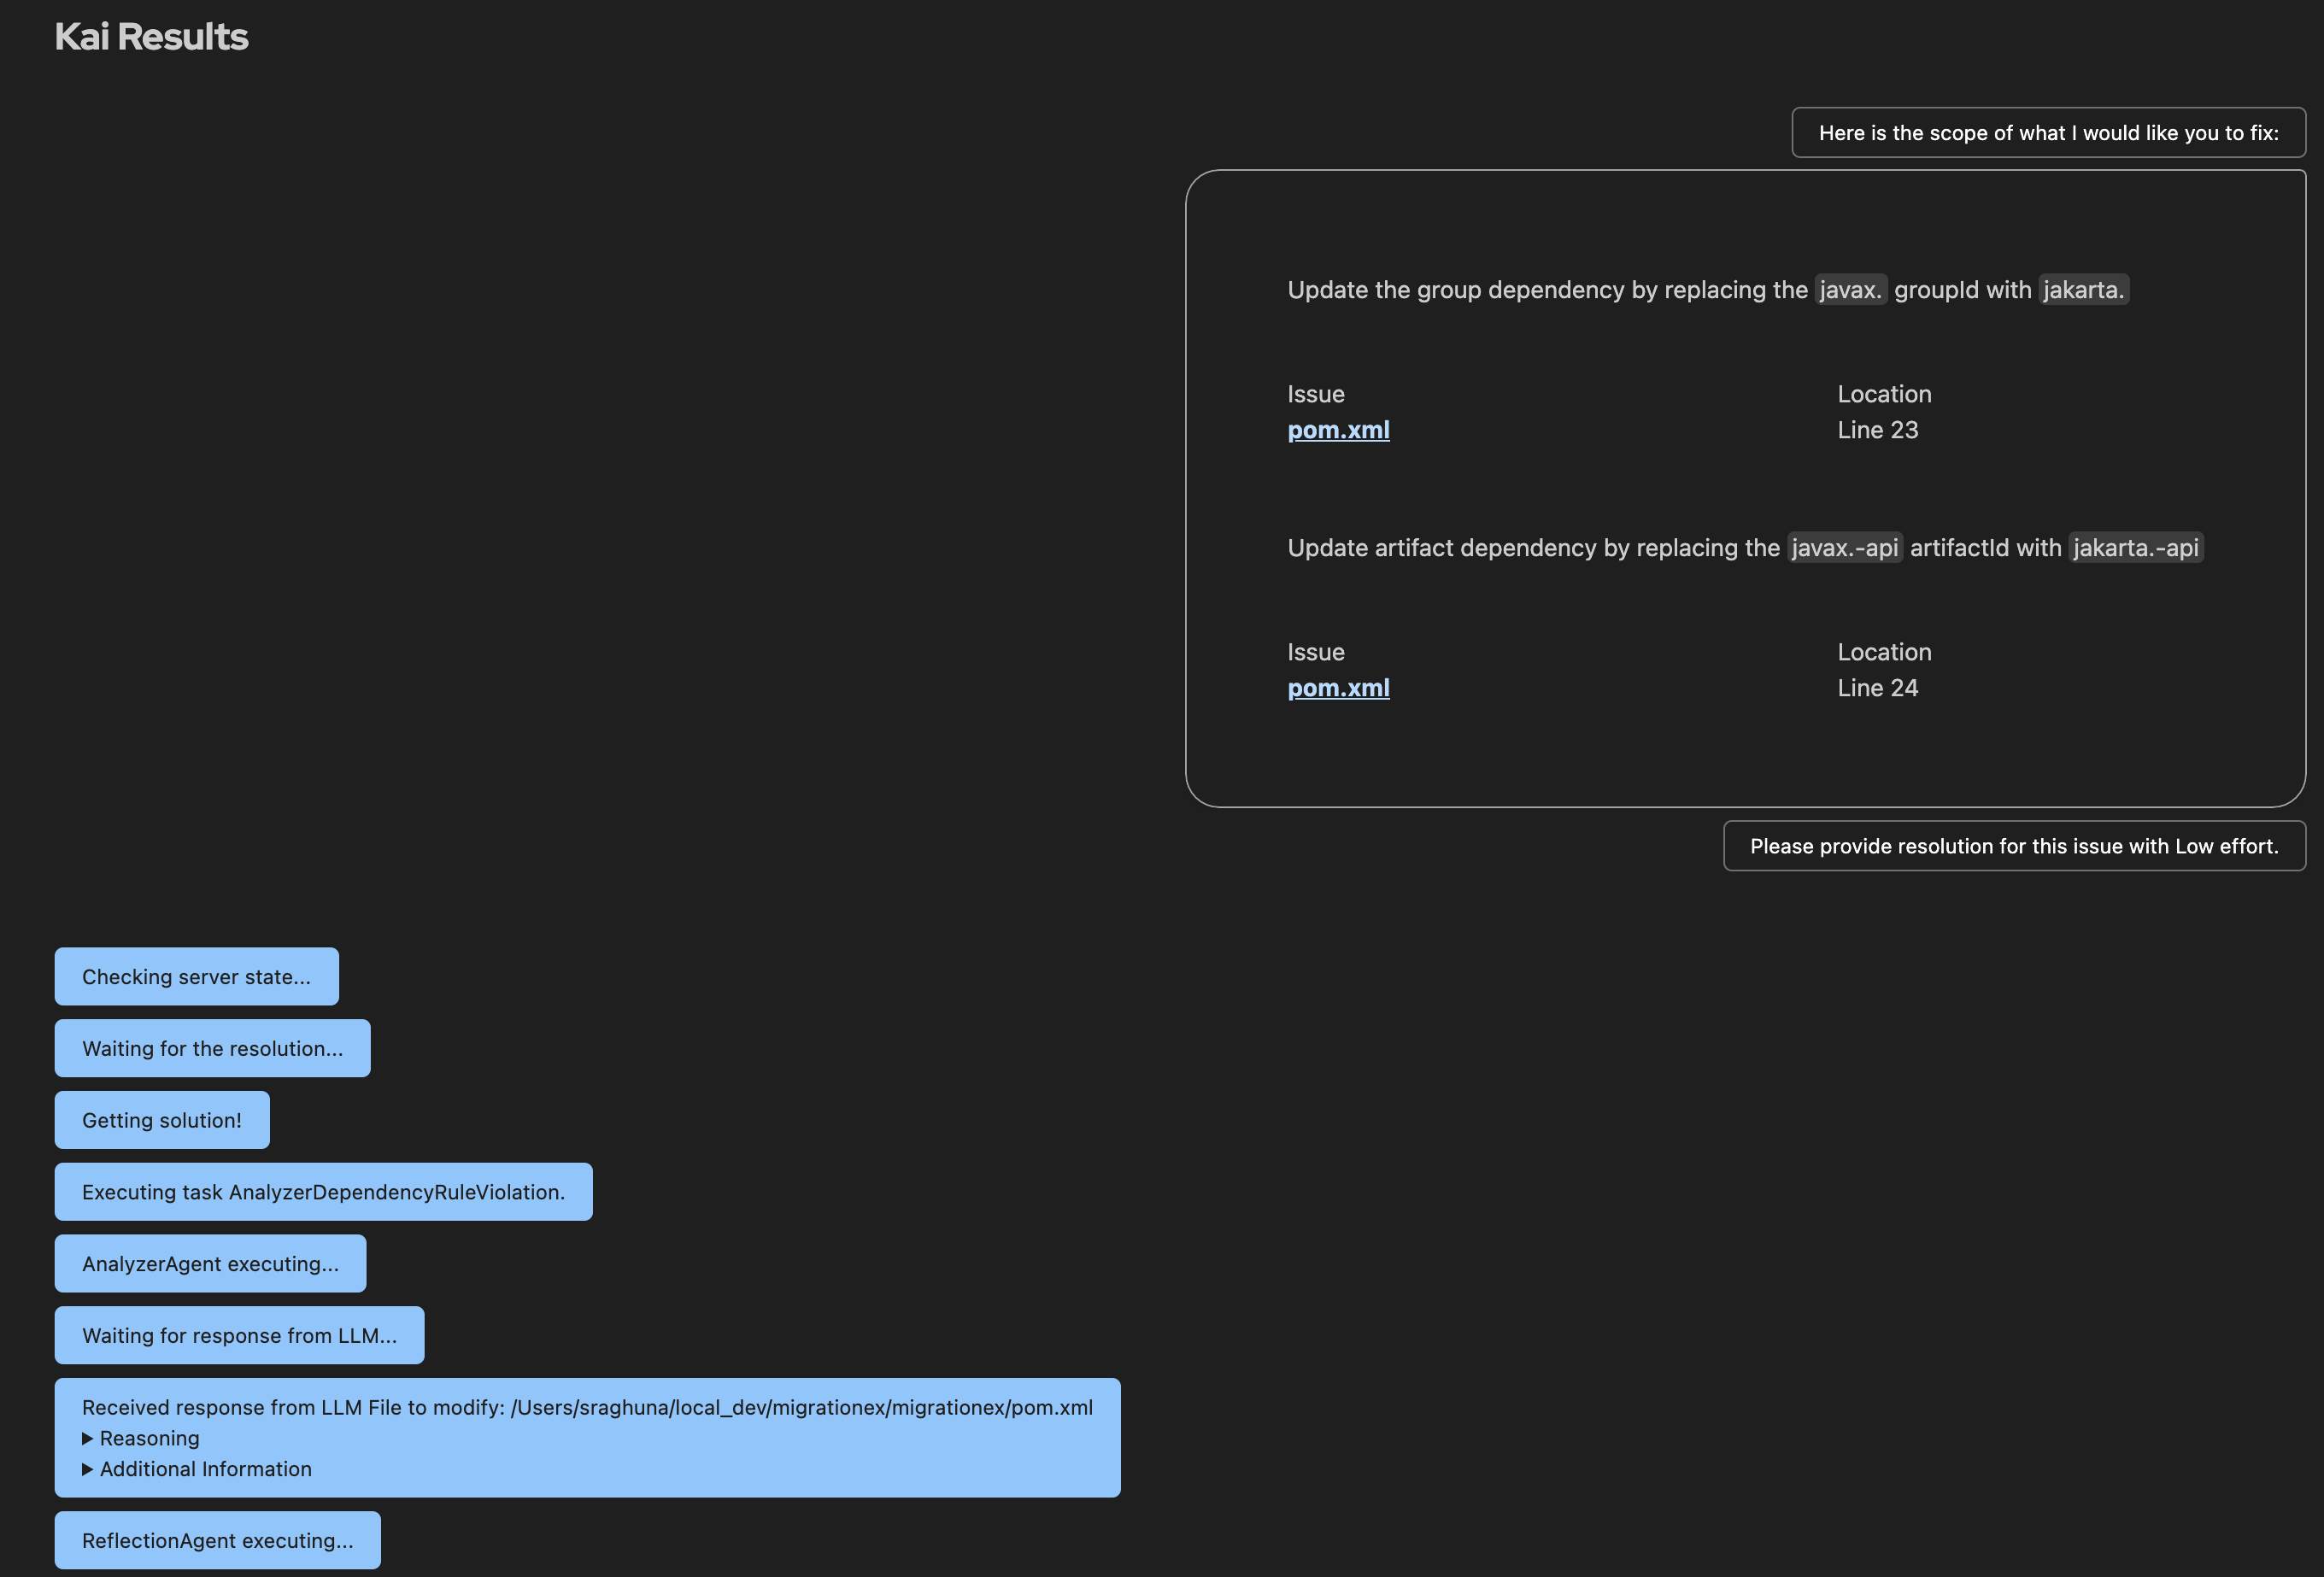 Kai Results
Here is the scope of what I would like you to fix:
Update the group dependency by replacing the javax. groupId with jakarta.
Issue Location
pom.xml Line 23
Update artifact dependency by replacing the javax.-api artifactId with jakarta.-api
Issue Location
pom.xml Line 24
Please provide resolution for this issue with Low effort.
Checking server state...
Waiting for the resolution...
Getting solution!
Executing task AnalyzerDependencyRuleViolation.
AnalyzerAgent executing...
Waiting for response from LLM...
Received response from LLM File to modify: /Users/sraghuna/local_dev/migrationex/migrationex/pom.xml
▶ Reasoning
▶ Additional Information
ReflectionAgent executing...